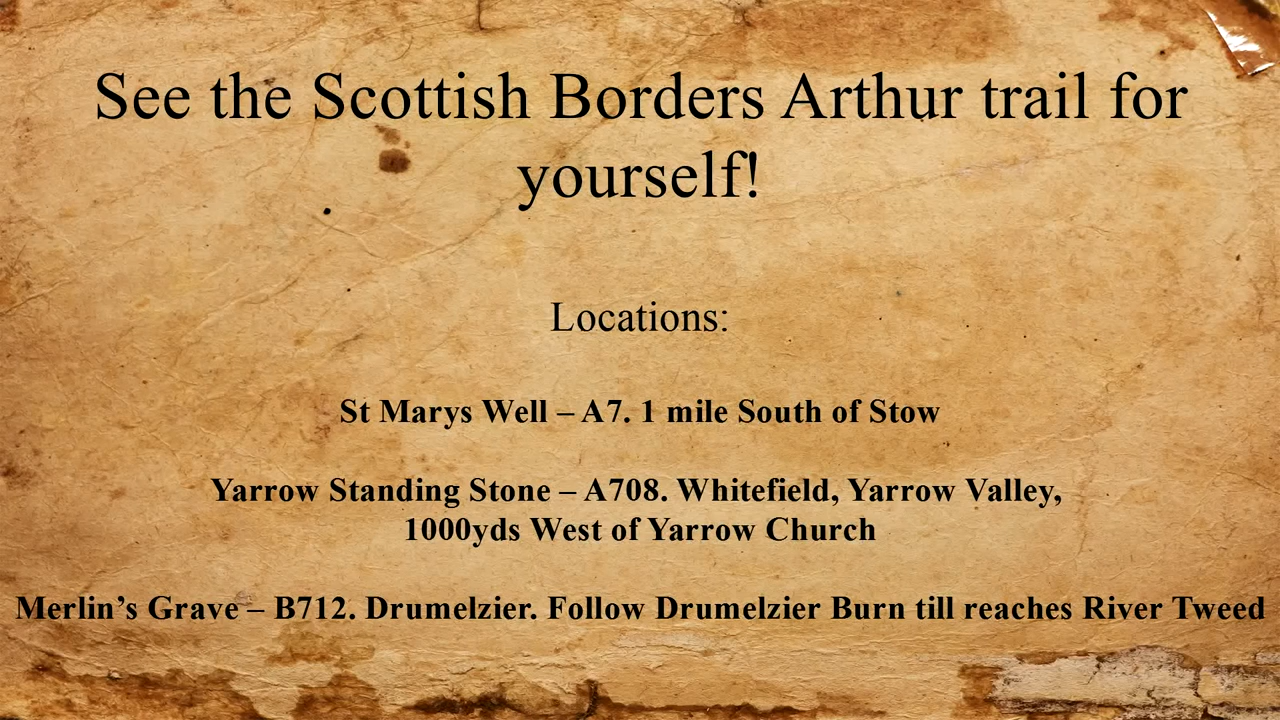 See the Scottish Borders Arthur trail for
yourself!
Locations:
St Marys Well – A7. 1 mile South of Stow
Yarrow Standing Stone – A708. Whitefield, Yarrow Valley,
1000yds West of Yarrow Church
Merlin’s Grave – B712. Drumelzier. Follow Drumelzier Burn till reaches River Tweed